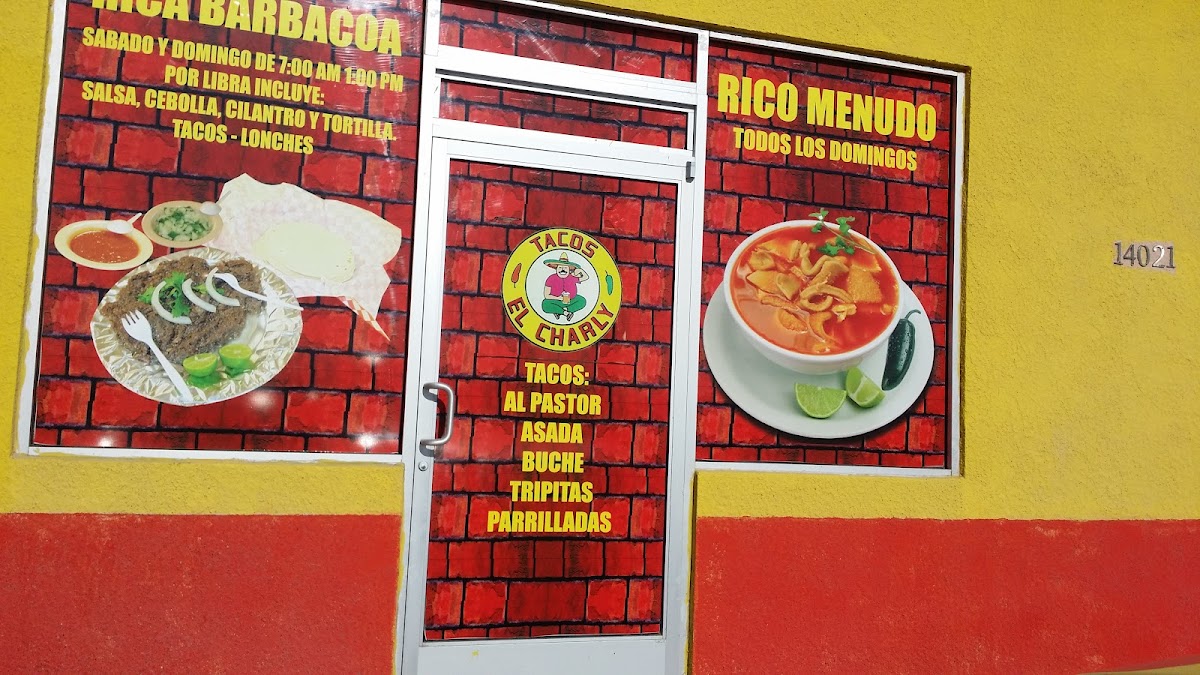 RICA BARBACOA
SABADO Y DOMINGO DE 7:00 AM 1:00 PM
POR LIBRA INCLUYE:
SALSA, CEBOLLA, CILANTRO Y TORTILLA.
TACOS - LONCHES
TACOS
EL CHARLY
TACOS:
AL PASTOR
ASADA
BUCHE
TRIPITAS
PARRILLADAS
RICO MENUDO
TODOS LOS DOMINGOS
14021